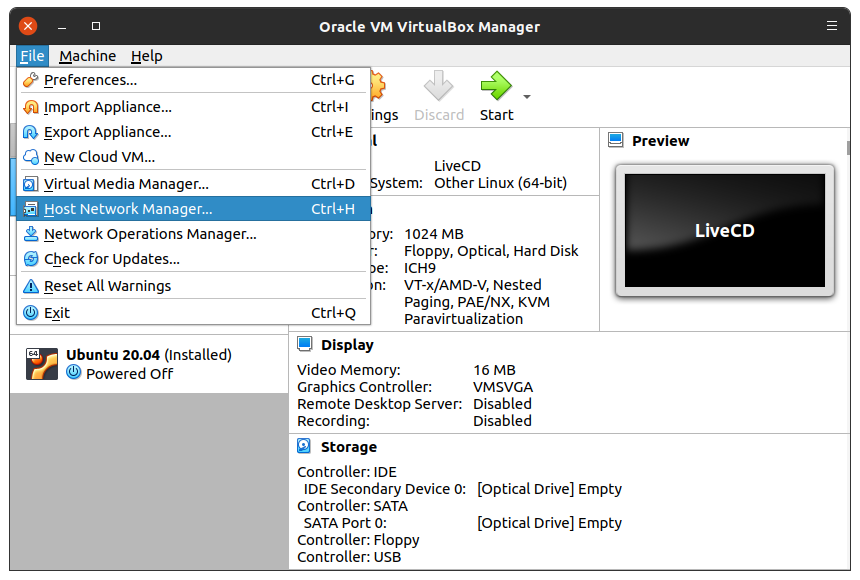 Oracle VM VirtualBox Manager
File Machine Help
Preferences... Ctrl+G
Import Appliance... Ctrl+I
Export Appliance... Ctrl+E
New Cloud VM...
Virtual Media Manager... Ctrl+D
Host Network Manager... Ctrl+H
Network Operations Manager...
Check for Updates...
Reset All Warnings
Exit Ctrl+Q
Discard Start
LiveCD
System: Other Linux (64-bit)
1024 MB
Floppy, Optical, Hard Disk
ICH9
VT-x/AMD-V, Nested
Paging, PAE/NX, KVM
Paravirtualization
Preview
LiveCD
64
Ubuntu 20.04 (Installed)
Powered Off
Display
Video Memory: 16 MB
Graphics Controller: VMSVGA
Remote Desktop Server: Disabled
Recording: Disabled
Storage
Controller: IDE
IDE Secondary Device 0: [Optical Drive] Empty
Controller: SATA
SATA Port 0: [Optical Drive] Empty
Controller: Floppy
Controller: USB